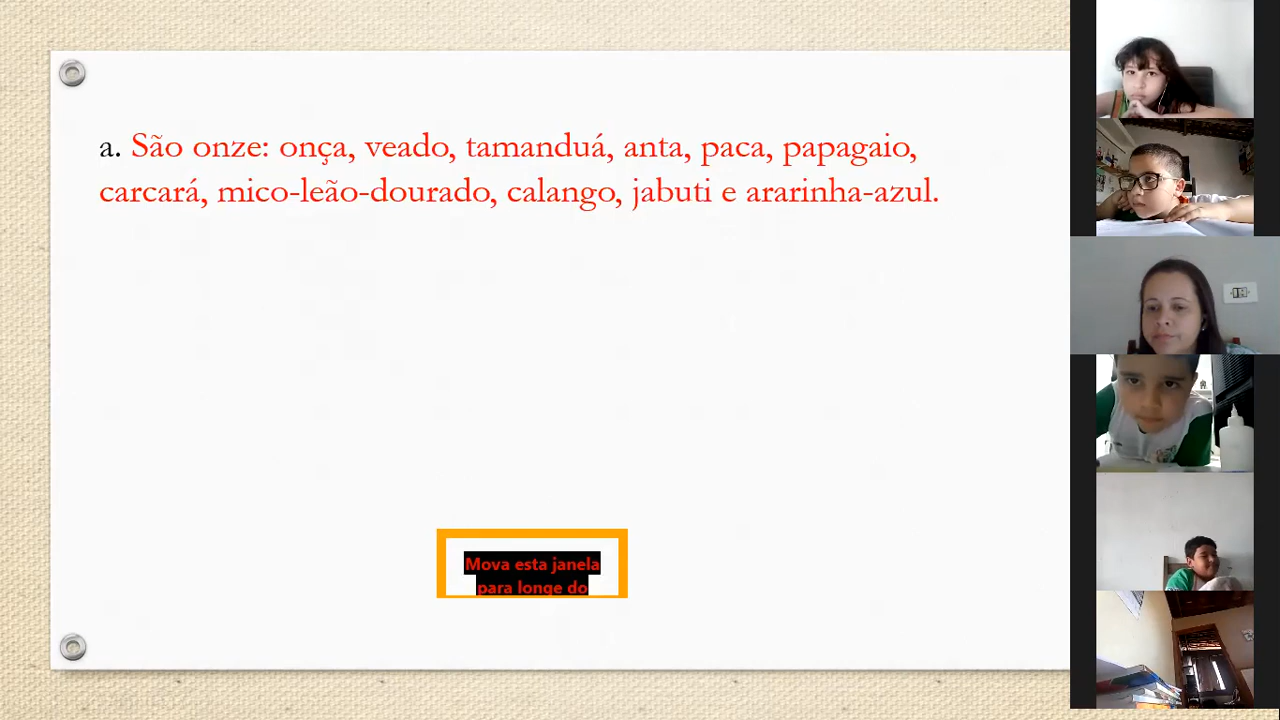 a. São onze: onça, veado, tamanduá, anta, paca, papagaio,
carcará, mico-leão-dourado, calango, jabuti e ararinha-azul.
Mova esta janela
para longe do